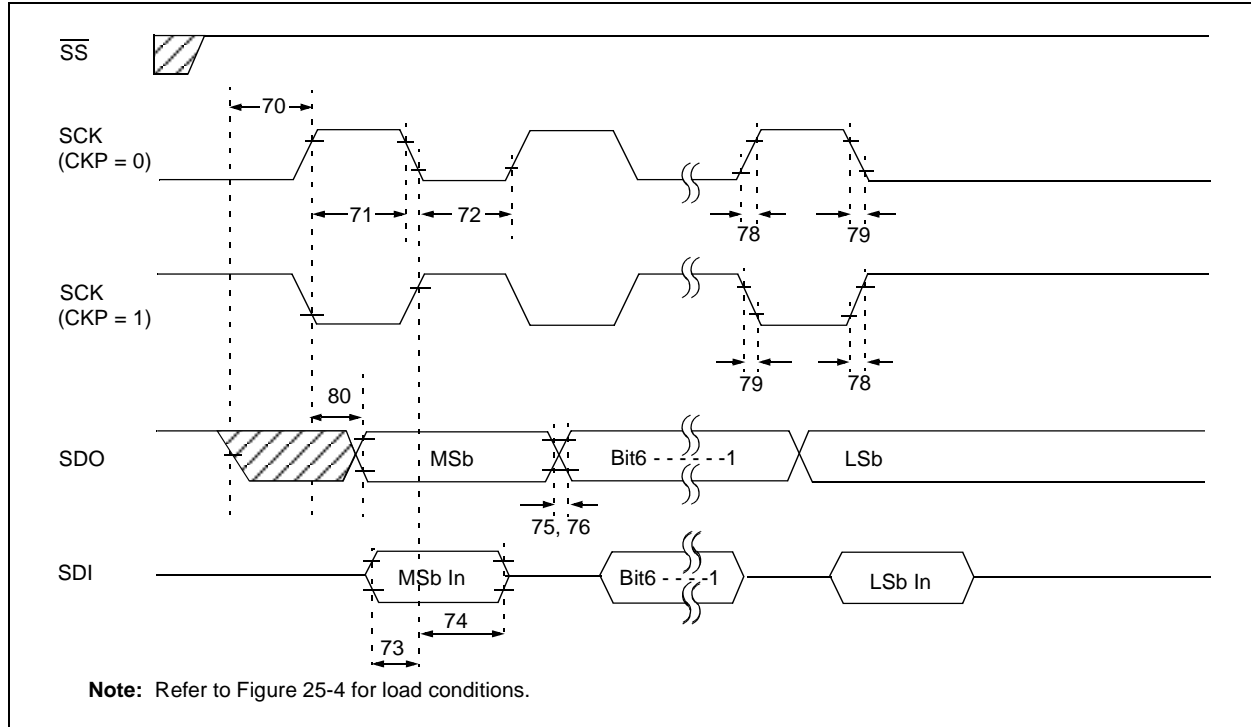 SS
70
SCK
(CKP = 0)
71
72
78
79
SCK
(CKP = 1)
79
78
80
SDO
MSb
Bit6 - - - - - -1
LSb
75, 76
SDI
MSb In
Bit6 - - - -1
LSb In
74
73
Note: Refer to Figure 25-4 for load conditions.